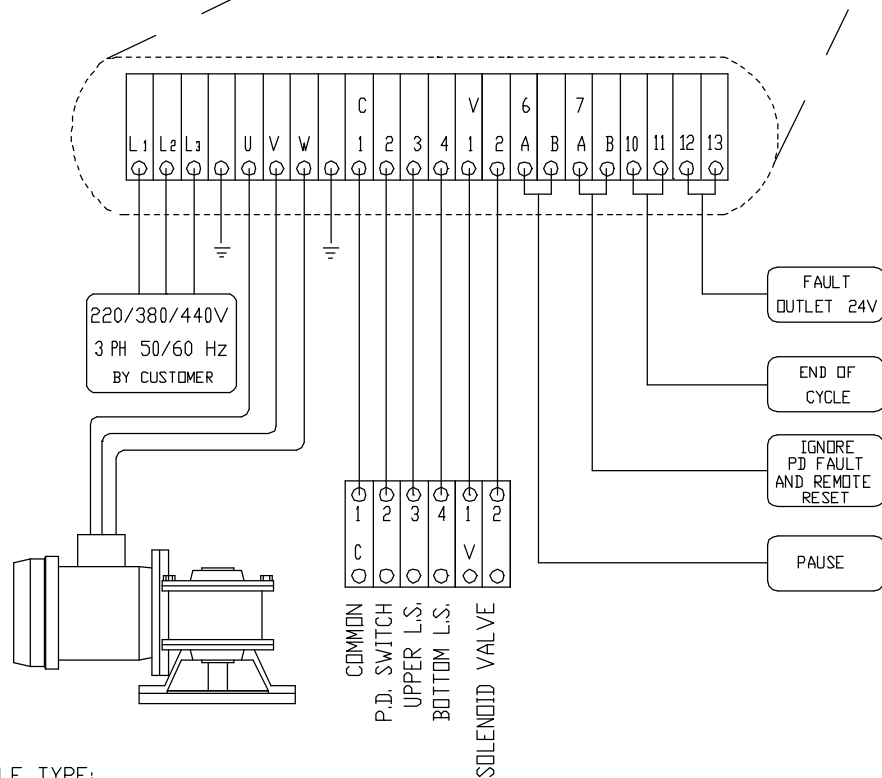 C V 6 7
L1 L2 L3 U V W 1 2 3 4 1 2 A B A B 10 11 12 13
FAULT
OUTLET 24V
220/380/440V
3 PH 50/60 Hz
BY CUSTOMER
END OF
CYCLE
IGNORE
PD FAULT
AND REMOTE
RESET
PAUSE
1 2 3 4 1 2
C V
COMMON
P.D. SWITCH
UPPER L.S.
BOTTOM L.S.
SOLENOID VALVE
LE TYPE: